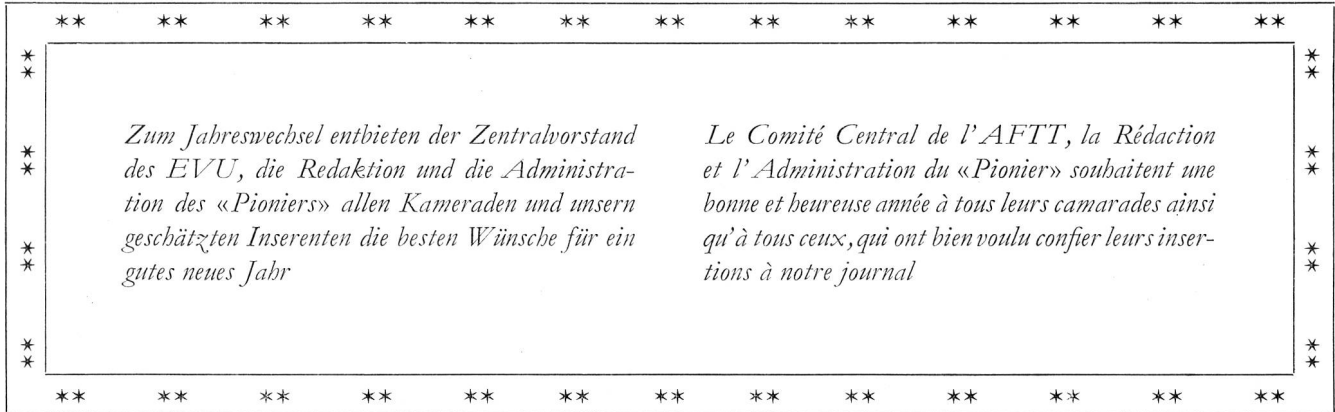 Zum Jahreswechsel entbieten der Zentralvorstand
des EVU, die Redaktion und die Administra-
tion des «Pioniers» allen Kameraden und unsern
geschätzten Inserenten die besten Wünsche für ein
gutes neues Jahr
Le Comité Central de l'AFTT, la Rédaction
et l'Administration du «Pionier» souhaitent une
bonne et heureuse année à tous leurs camarades ainsi
qu'à tous ceux, qui ont bien voulu confier leurs inser-
tions à notre journal